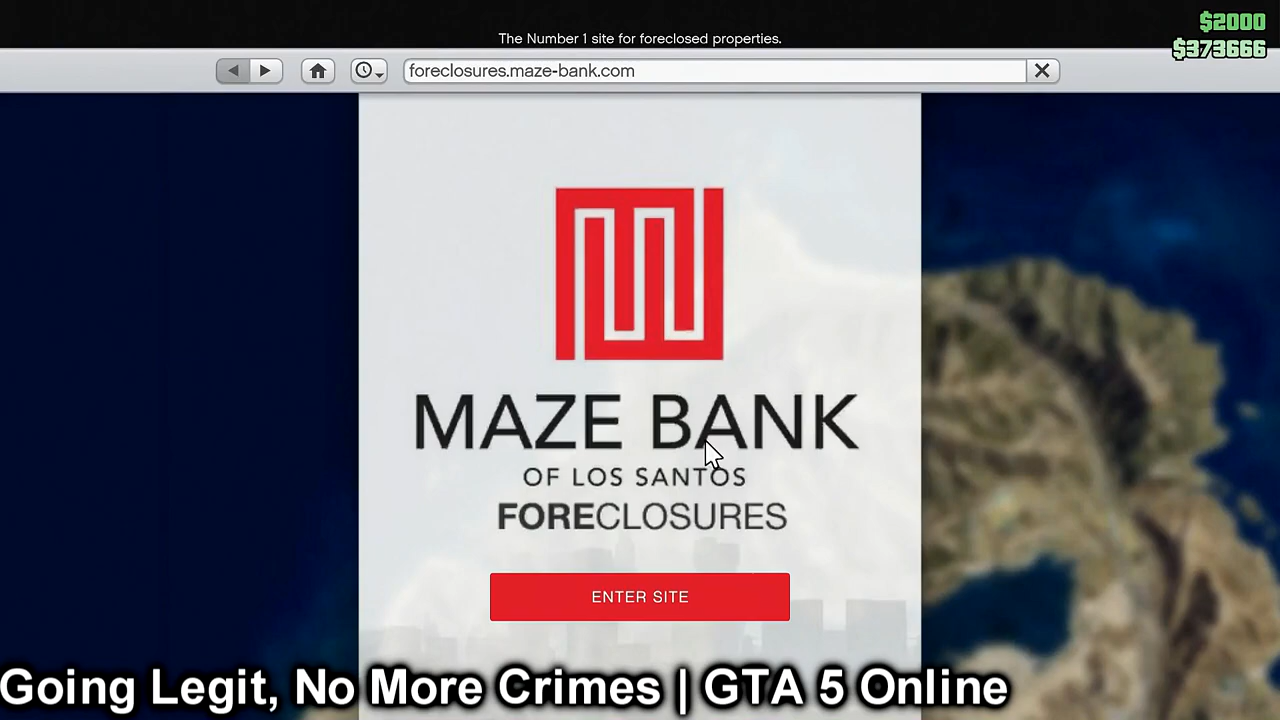 $2000
The Number 1 site for foreclosed properties.
$373666
foreclosures.maze-bank.com
MAZE BANK
OF LOS SANTOS
FORECLOSURES
ENTER SITE
Going Legit, No More Crimes | GTA 5 Online